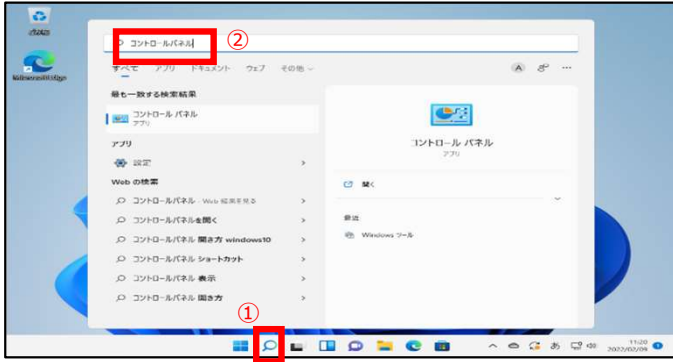 ごみ箱
Microsoft Edge
コントロールパネル
②
すべて アプリ ドキュメント ウェブ その他
A
最も一致する検索結果
コントロール パネル
アプリ
アプリ
設定
Web の検索
コントロールパネル - Web 結果を見る
コントロールパネルを開く
コントロールパネル 開き方 windows10
コントロールパネル ショートカット
コントロールパネル 表示
コントロールパネル 開き方
コントロール パネル
アプリ
開く
最近
Windows ツール
①
あ
11:20
2022/02/09